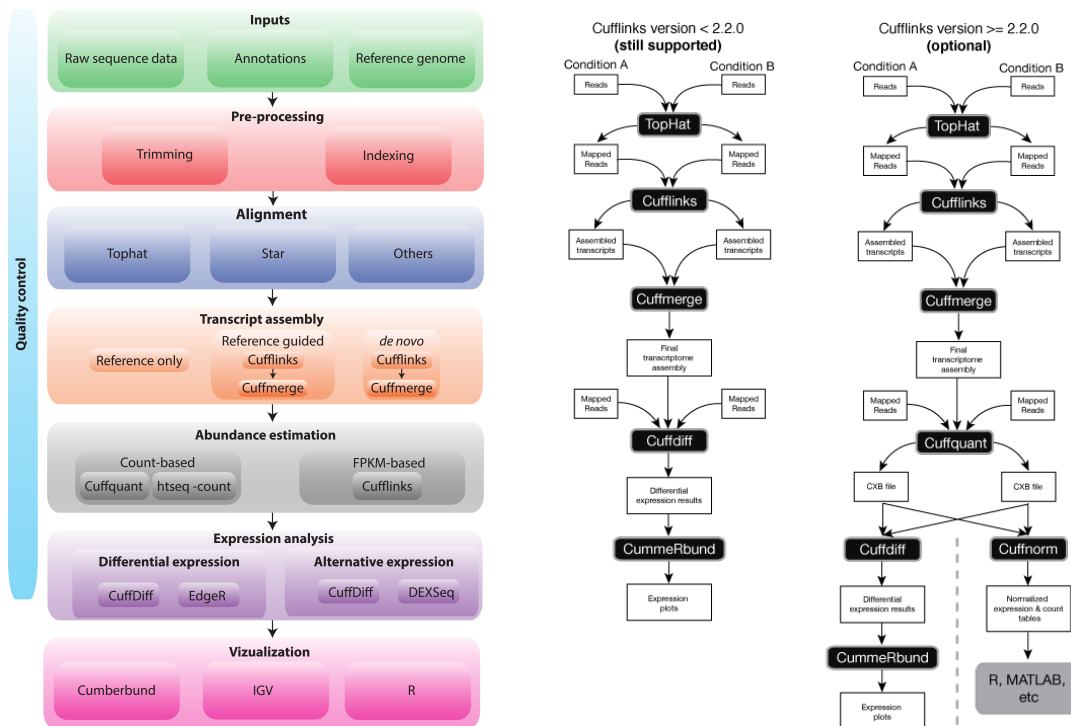 Quality control
Inputs
Raw sequence data
Annotations
Reference genome
Pre-processing
Trimming
Indexing
Alignment
Tophat
Star
Others
Transcript assembly
Reference only
Reference guided
Cufflinks
Cuffmerge
de novo
Cufflinks
Cuffmerge
Abundance estimation
Count-based
Cuffquant
htseq -count
FPKM-based
Cufflinks
Expression analysis
Differential expression
CuffDiff
EdgeR
Alternative expression
CuffDiff
DEXSeq
Vizualization
Cumberbund
IGV
R
Cufflinks version < 2.2.0
(still supported)
Condition A
Condition B
Reads
Reads
TopHat
Mapped
Reads
Mapped
Reads
Cufflinks
Assembled
transcripts
Assembled
transcripts
Cuffmerge
Final
transcriptome
assembly
Mapped
Reads
Mapped
Reads
Cuffdiff
Differential
expression results
CummeRbund
Expression
plots
Cufflinks version >= 2.2.0
(optional)
Condition A
Condition B
Reads
Reads
TopHat
Mapped
Reads
Mapped
Reads
Cufflinks
Assembled
transcripts
Assembled
transcripts
Cuffmerge
Final
transcriptome
assembly
Mapped
Reads
Mapped
Reads
Cuffquant
CXB file
CXB file
Cuffdiff
Cuffnorm
Differential
expression results
Normalized
expression & count
tables
CummeRbund
R, MATLAB,
etc
Expression
plots